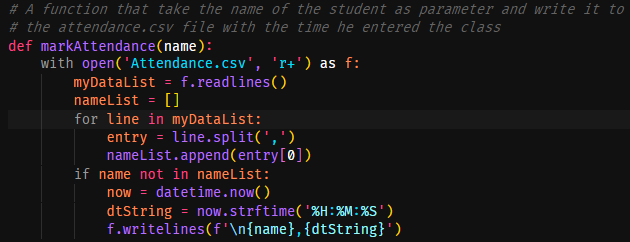 # A function that take the name of the student as parameter and write it to
# the attendance.csv file with the time he entered the class
def markAttendance(name):
    with open('Attendance.csv', 'r+') as f:
        myDataList = f.readlines()
        nameList = []
        for line in myDataList:
            entry = line.split(',')
            nameList.append(entry[0])
        if name not in nameList:
            now = datetime.now()
            dtString = now.strftime('%H:%M:%S')
            f.writelines(f'\n{name},{dtString}')